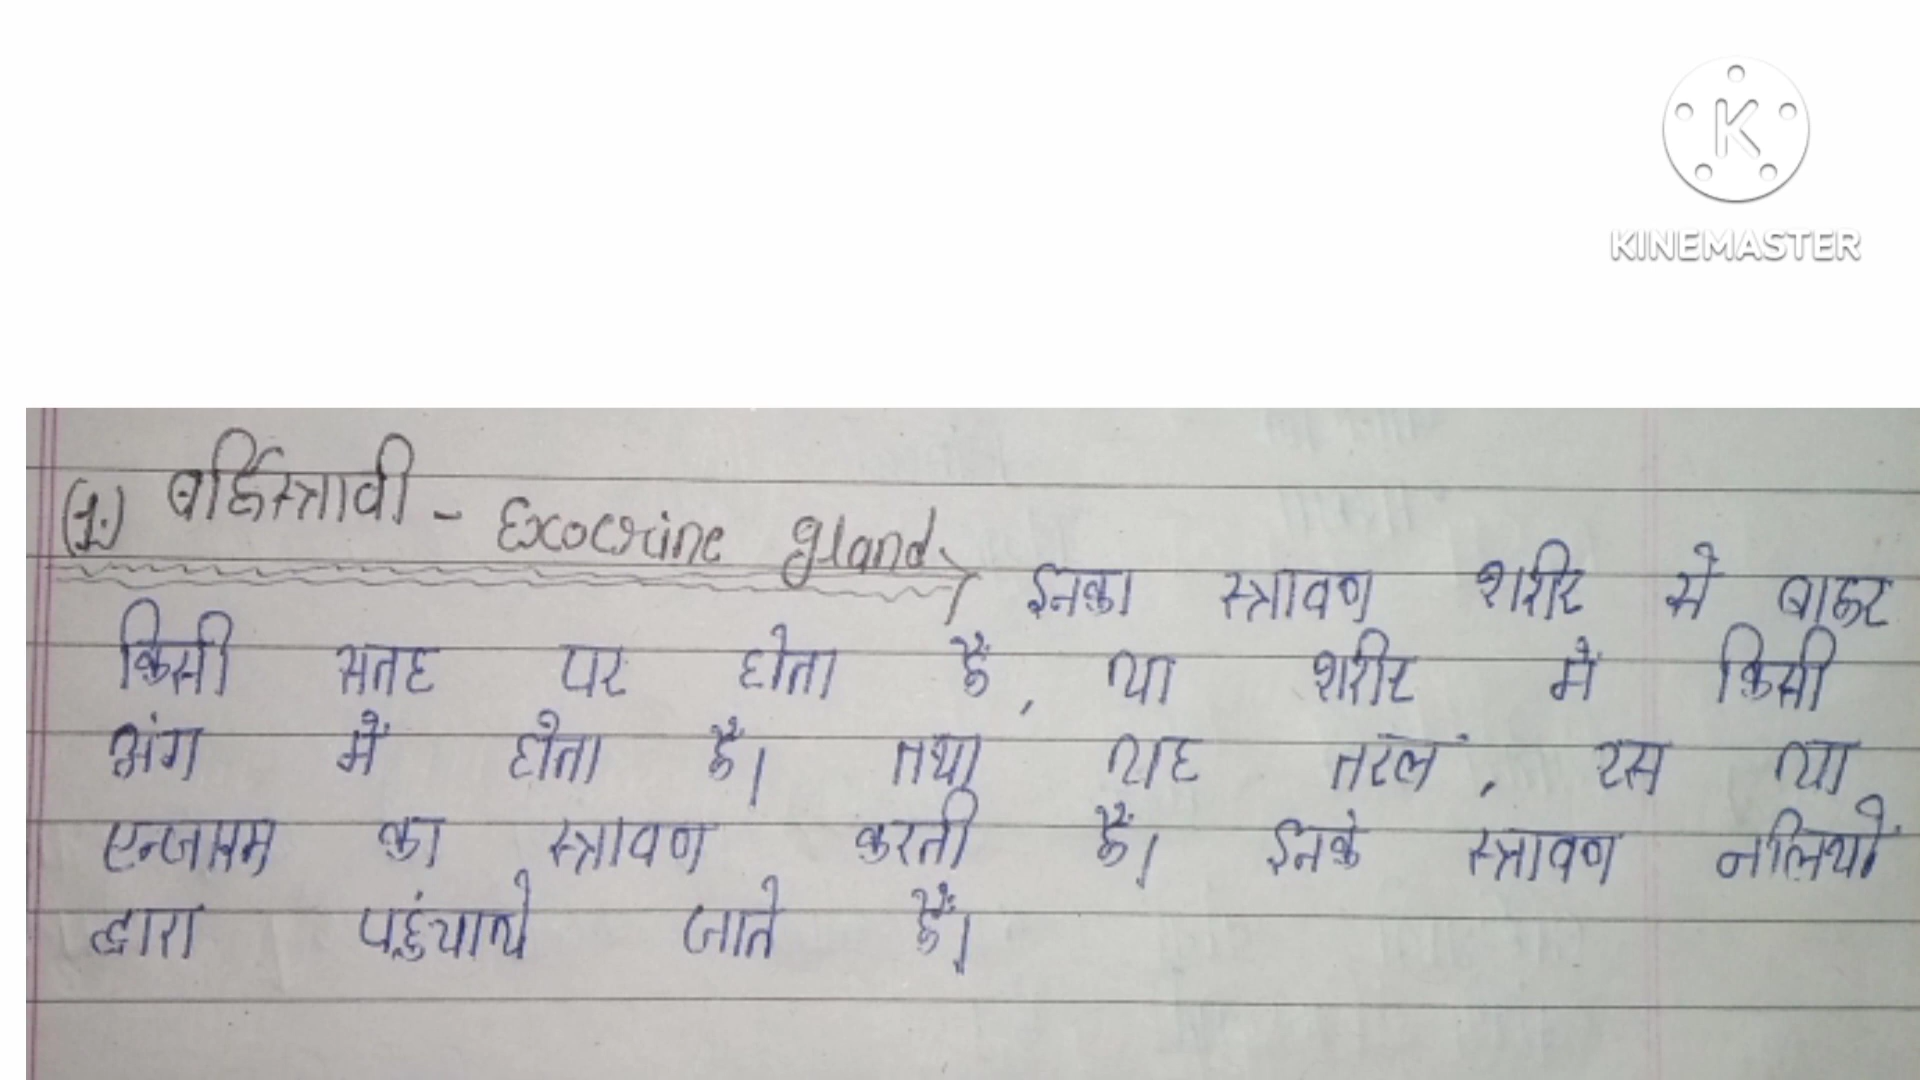 KINEMASTER
(1.) बर्हिस्त्रावी - Exocrine gland,
इनका स्त्रावण शरीर से बाहर
किसी सतह पर होता है, या शरीर में किसी
अंग में होता है। तथा यह तरल, रस या
एन्जाइम का स्त्रावण करती हैं। इनके स्त्रावण नलियों
द्वारा पहुंचाये जाते हैं।